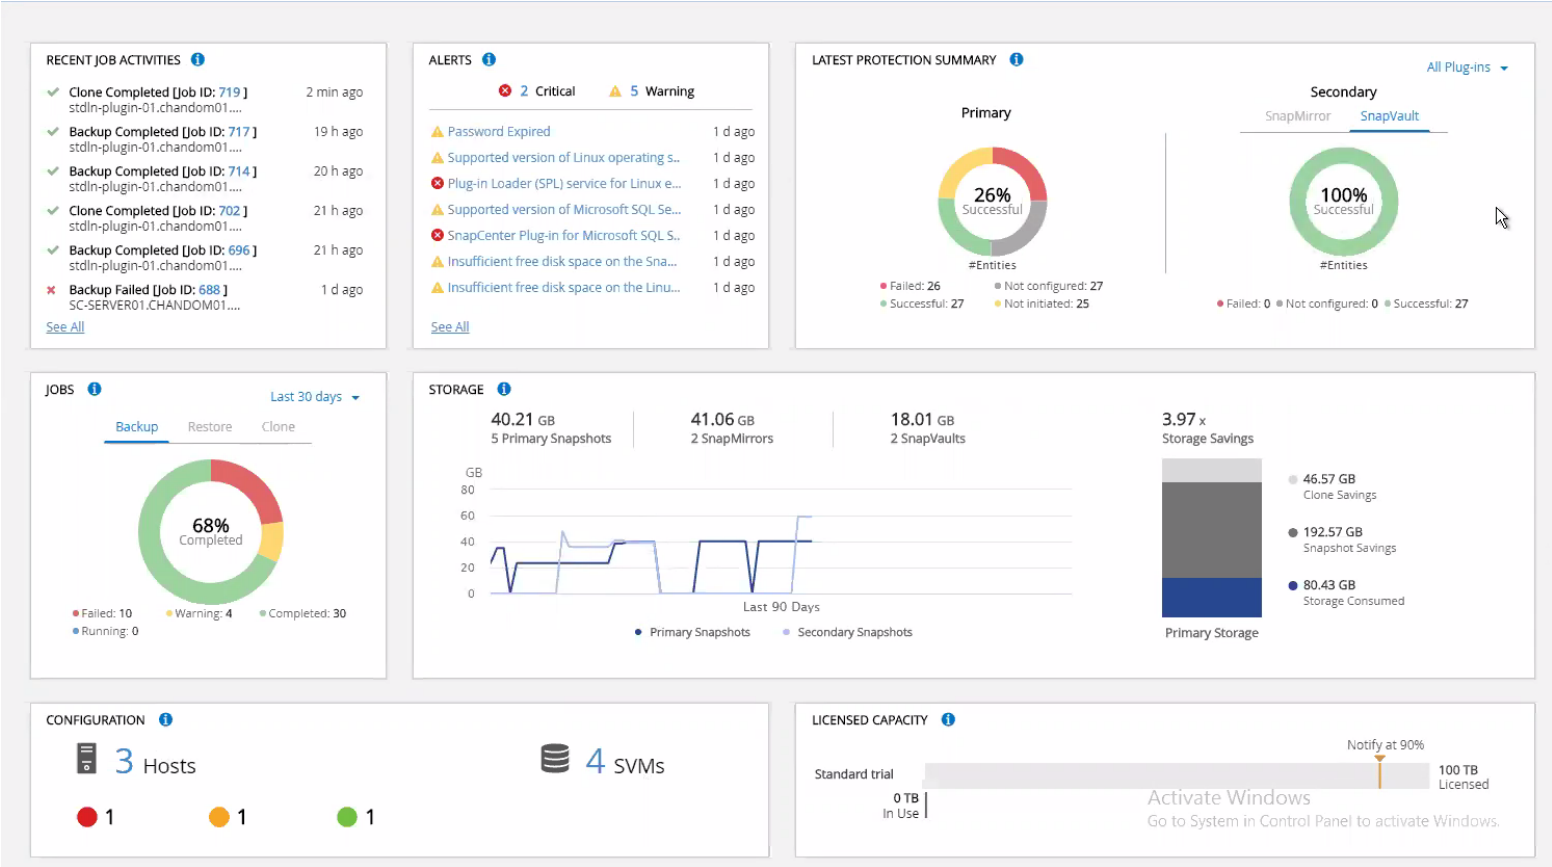 RECENT JOB ACTIVITIES
Clone Completed [Job ID: 719 ]
2 min ago
stdln-plugin-01.chandom01....
Backup Completed [Job ID: 717 ]
19 h ago
stdln-plugin-01.chandom01....
Backup Completed [Job ID: 714 ]
20 h ago
stdln-plugin-01.chandom01....
Clone Completed [Job ID: 702 ]
21 h ago
stdln-plugin-01.chandom01....
Backup Completed [Job ID: 696 ]
21 h ago
stdln-plugin-01.chandom01....
Backup Failed [Job ID: 688 ]
1 d ago
SC-SERVER01.CHANDOM01....
See All
ALERTS
2 Critical
5 Warning
Password Expired
1 d ago
Supported version of Linux operating s..
1 d ago
Plug-in Loader (SPL) service for Linux e...
1 d ago
Supported version of Microsoft SQL Se...
1 d ago
SnapCenter Plug-in for Microsoft SQL S..
1 d ago
Insufficient free disk space on the Sna...
1 d ago
Insufficient free disk space on the Linu...
1 d ago
See All
LATEST PROTECTION SUMMARY
All Plug-ins
Primary
26%
Successful
#Entities
Failed: 26
Not configured: 27
Successful: 27
Not initiated: 25
Secondary
SnapMirror
SnapVault
100%
Successful
#Entities
Failed: 0
Not configured: 0
Successful: 27
JOBS
Last 30 days
Backup
Restore
Clone
68%
Completed
Failed: 10
Warning: 4
Completed: 30
Running: 0
STORAGE
40.21 GB
5 Primary Snapshots
41.06 GB
2 SnapMirrors
18.01 GB
2 SnapVaults
3.97 x
Storage Savings
GB
80
60
40
20
0
Last 90 Days
Primary Snapshots
Secondary Snapshots
46.57 GB
Clone Savings
192.57 GB
Snapshot Savings
80.43 GB
Storage Consumed
Primary Storage
CONFIGURATION
3 Hosts
4 SVMs
1
1
1
LICENSED CAPACITY
Notify at 90%
Standard trial
100 TB
Licensed
0 TB
In Use
Activate Windows
Go to System in Control Panel to activate Windows.